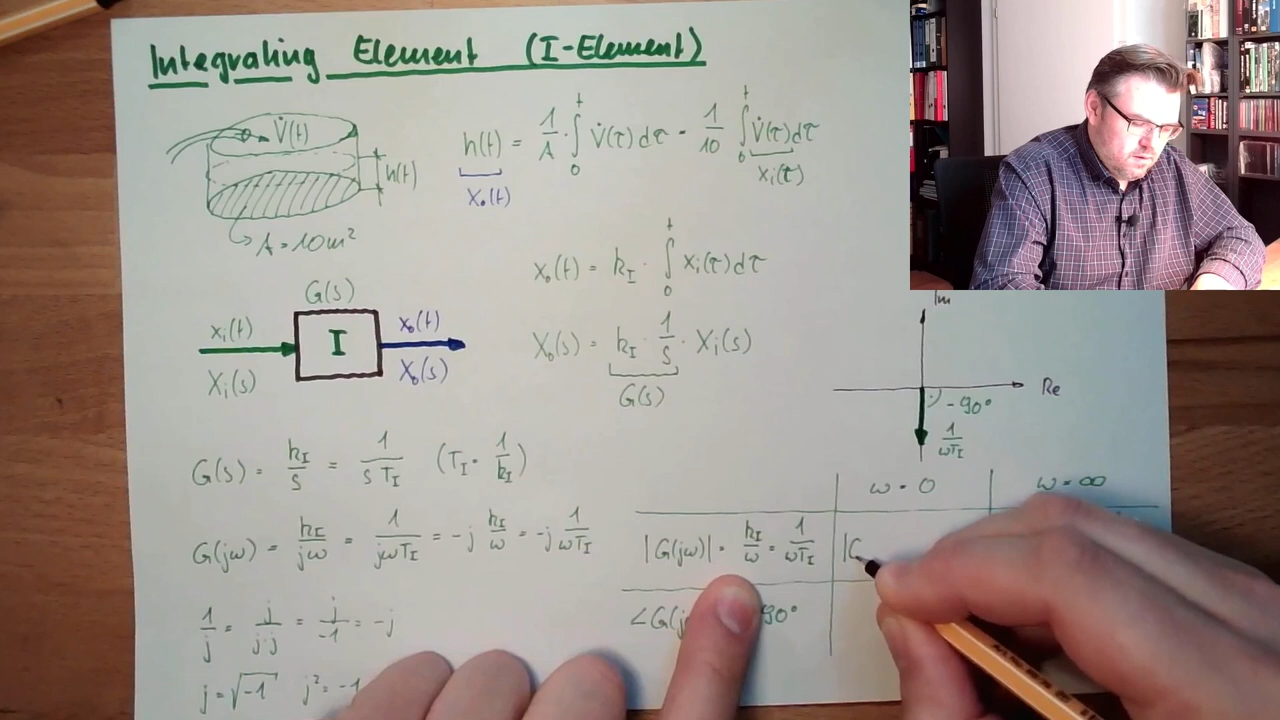 Integrating Element (I-Element)
V̇(t)
h(t)
A = 10m²
h(t) = 1/A · ∫₀ᵗ V̇(τ)dτ = 1/10 ∫₀ᵗ V̇(τ)dτ
x₀(t)
xᵢ(τ)
x₀(t) = k_I · ∫₀ᵗ xᵢ(τ)dτ
G(s)
xᵢ(t) I x₀(t)
Xᵢ(s) X₀(s)
X₀(s) = k_I · 1/s · Xᵢ(s)
G(s)
Im
Re
-90°
1/ωT_I
G(s) = k_I/s = 1/sT_I (T_I = 1/k_I)
G(jω) = k_I/jω = 1/jωT_I = -j k_I/ω = -j 1/ωT_I
1/j = j/j·j = j/-1 = -j
j = √-1 j² = -1
ω = 0 ω = ∞
|G(jω)| = k_I/ω = 1/ωT_I |G
∠G(j 90°